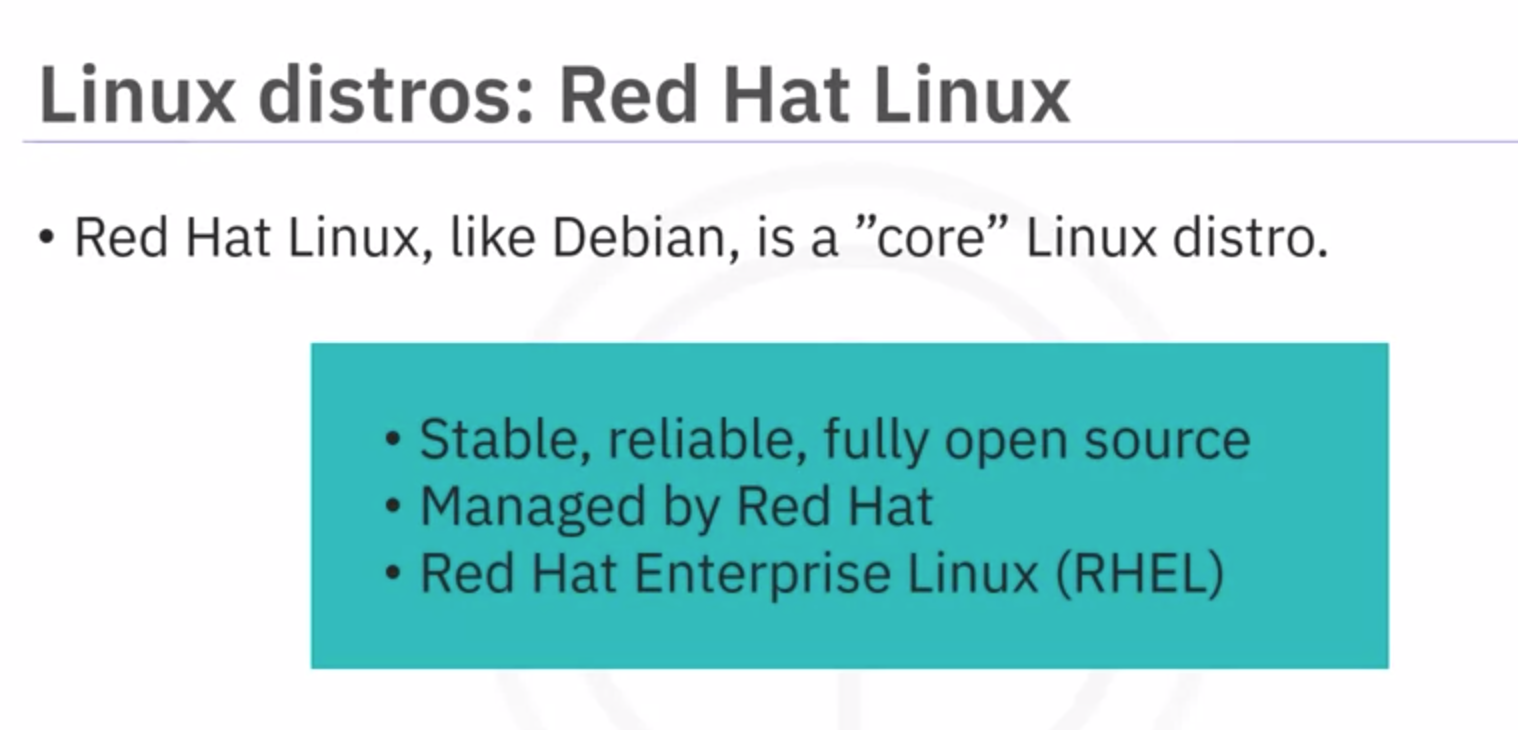 Linux distros: Red Hat Linux
• Red Hat Linux, like Debian, is a ”core” Linux distro.
• Stable, reliable, fully open source
• Managed by Red Hat
• Red Hat Enterprise Linux (RHEL)